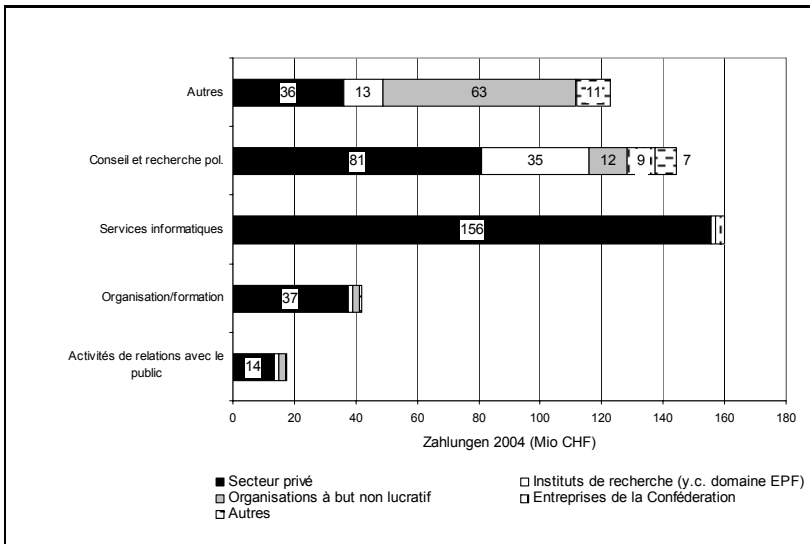 Autres
36 13 63 11
Conseil et recherche pol.
81 35 12 9 7
Services informatiques
156
Organisation/formation
37
Activités de relations avec le
public
14
0 20 40 60 80 100 120 140 160 180
Zahlungen 2004 (Mio CHF)
Secteur privé
Instituts de recherche (y.c. domaine EPF)
Organisations à but non lucratif
Entreprises de la Confédération
Autres